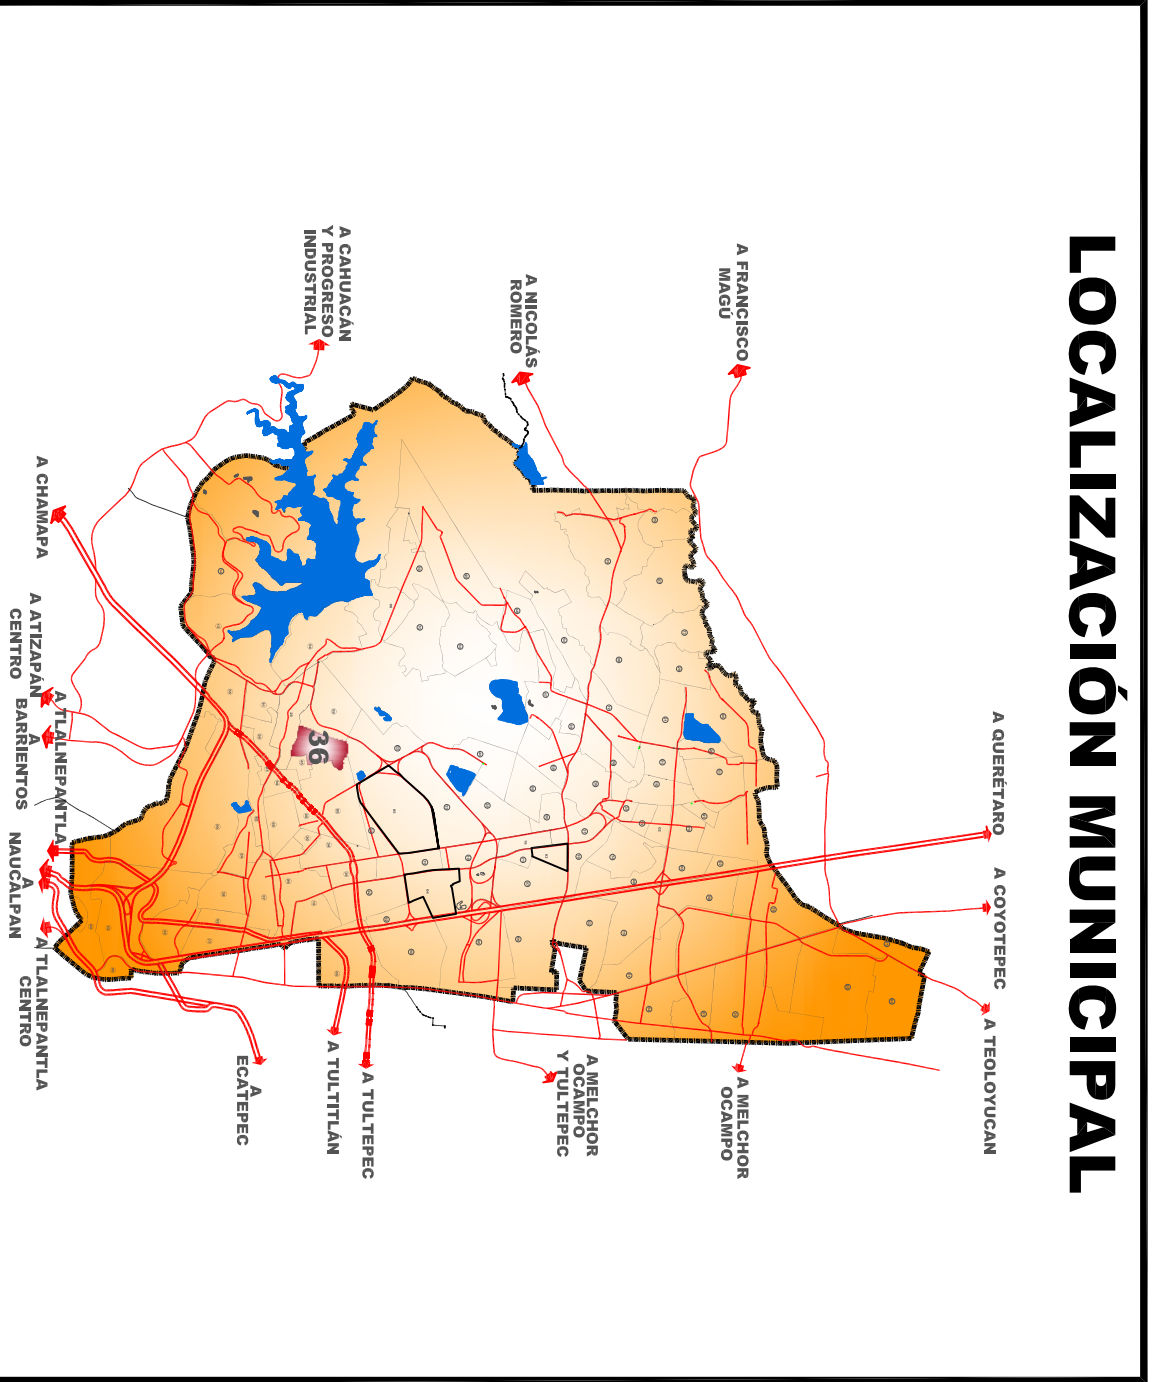 LOCALIZACIÓN MUNICIPAL
A QUERÉTARO
A COYOTEPEC
A TEOLOYUCAN
A FRANCISCO
MAGÚ
A MELCHOR
OCAMPO
A NICOLÁS
ROMERO
A MELCHOR
OCAMPO
Y TULTEPEC
A CAHUACÁN
Y PROGRESO
INDUSTRIAL
36
A TULTEPEC
A TULTITLÁN
A
ECATEPEC
A CHAMAPA
A ATIZAPÁN
CENTRO
A TLALNEPANTLA
A
BARRIENTOS
A
NAUCALPAN
A TLALNEPANTLA
CENTRO